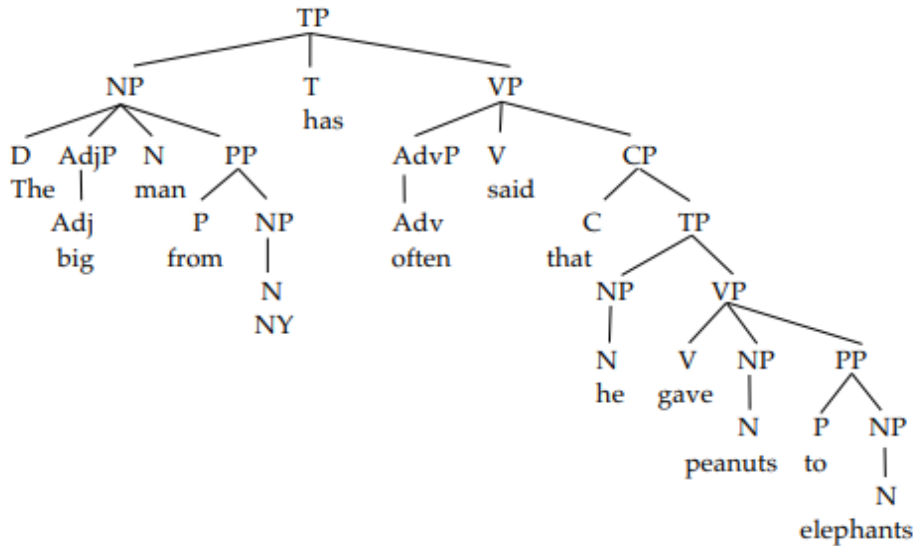 TP
NP T VP
has
D AdjP N PP AdvP V CP
The man said
Adj P NP Adv C TP
big from often that
N NP VP
NY
N V NP PP
he gave
N P NP
peanuts to
N
elephants